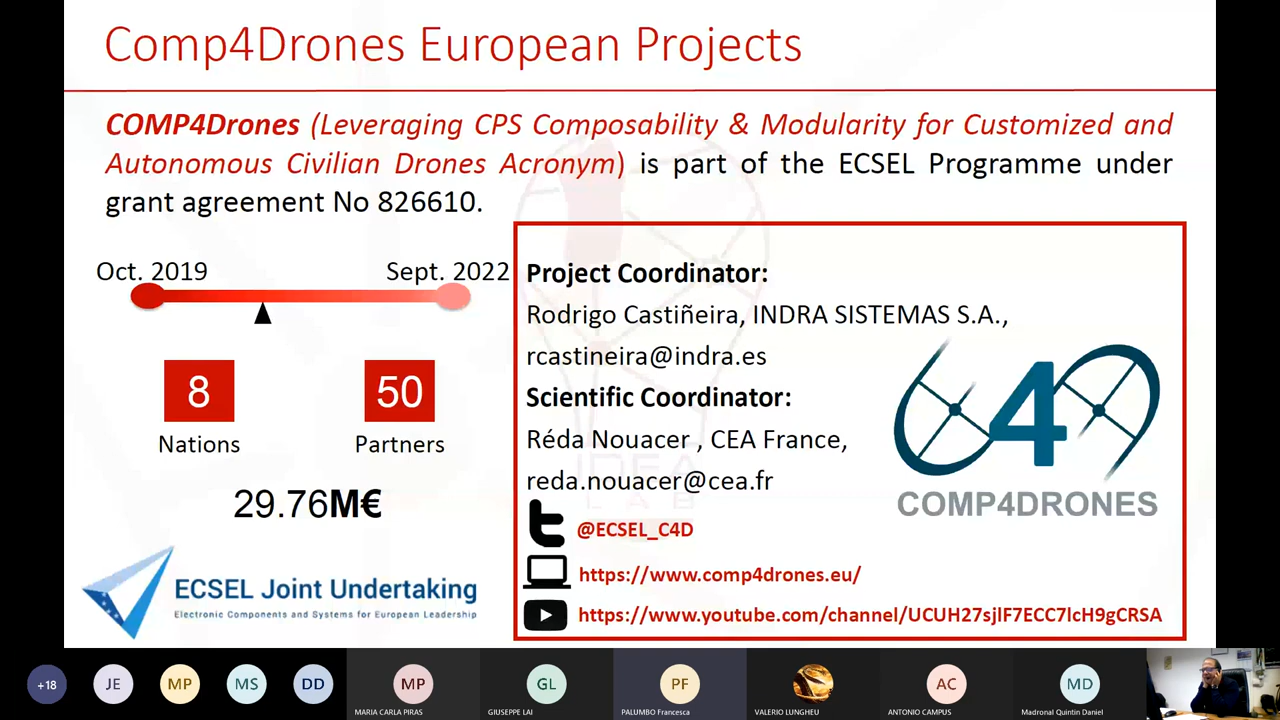 Comp4Drones European Projects
COMP4Drones (Leveraging CPS Composability & Modularity for Customized and
Autonomous Civilian Drones Acronym) is part of the ECSEL Programme under
grant agreement No 826610.
Oct. 2019
Sept. 2022
8
Nations
50
Partners
29.76M€
ECSEL Joint Undertaking
Electronic Components and Systems for European Leadership
Project Coordinator:
Rodrigo Castiñeira, INDRA SISTEMAS S.A.,
rcastineira@indra.es
Scientific Coordinator:
Réda Nouacer , CEA France,
reda.nouacer@cea.fr
@ECSEL_C4D
https://www.comp4drones.eu/
https://www.youtube.com/channel/UCUH27sjlF7ECC7lcH9gCRSA
4
COMP4DRONES
IDEA
LAB
+18
JE
MP
MS
DD
MP
MARIA CARLA PIRAS
GL
GIUSEPPE LAI
PF
PALUMBO Francesca
VALERIO LUNGHEU
AC
ANTONIO CAMPUS
MD
Madronal Quintin Daniel